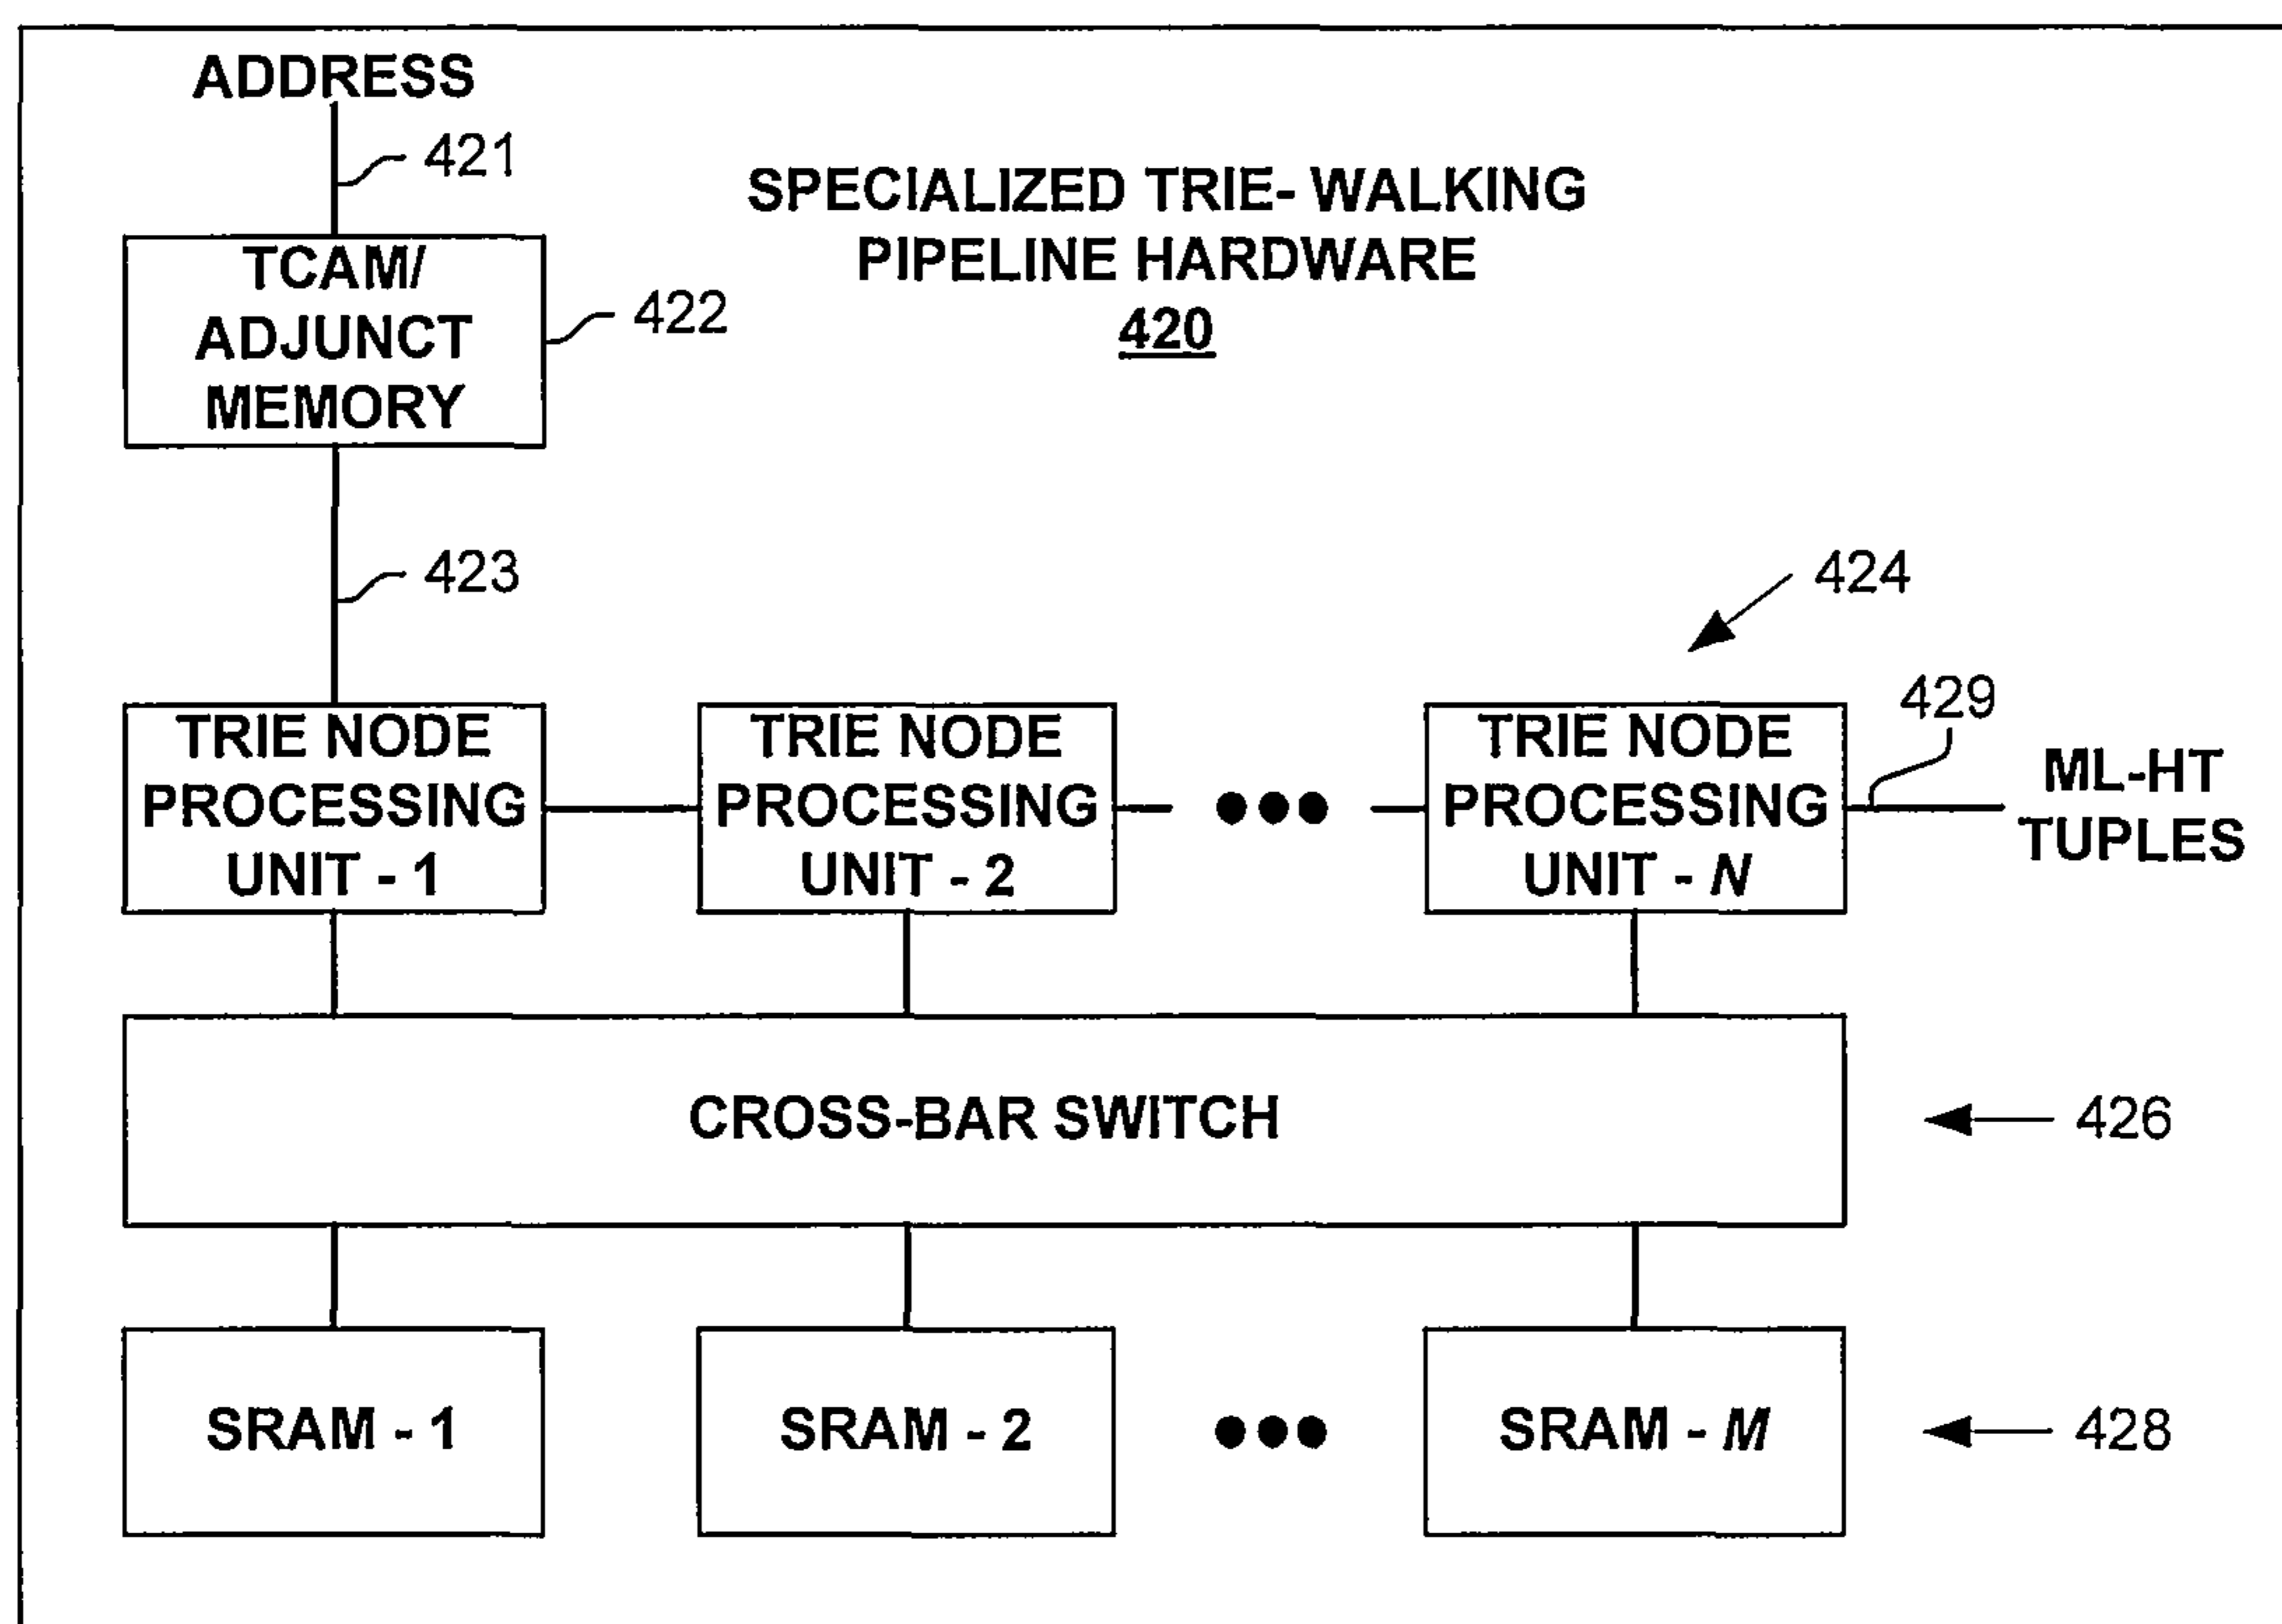 ADDRESS
421
SPECIALIZED TRIE- WALKING
PIPELINE HARDWARE
420
TCAM/
ADJUNCT
MEMORY
422
423
424
429
TRIE NODE
PROCESSING
UNIT - 1
TRIE NODE
PROCESSING
UNIT - 2
TRIE NODE
PROCESSING
UNIT - N
ML-HT
TUPLES
CROSS-BAR SWITCH
426
SRAM - 1
SRAM - 2
SRAM - M
428